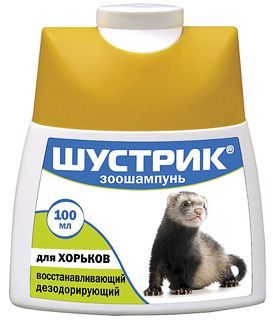 ШУСТРИК®
ЗООШАМПУНЬ
100
мл
для ХОРЬКОВ
восстанавливающий
дезодорирующий